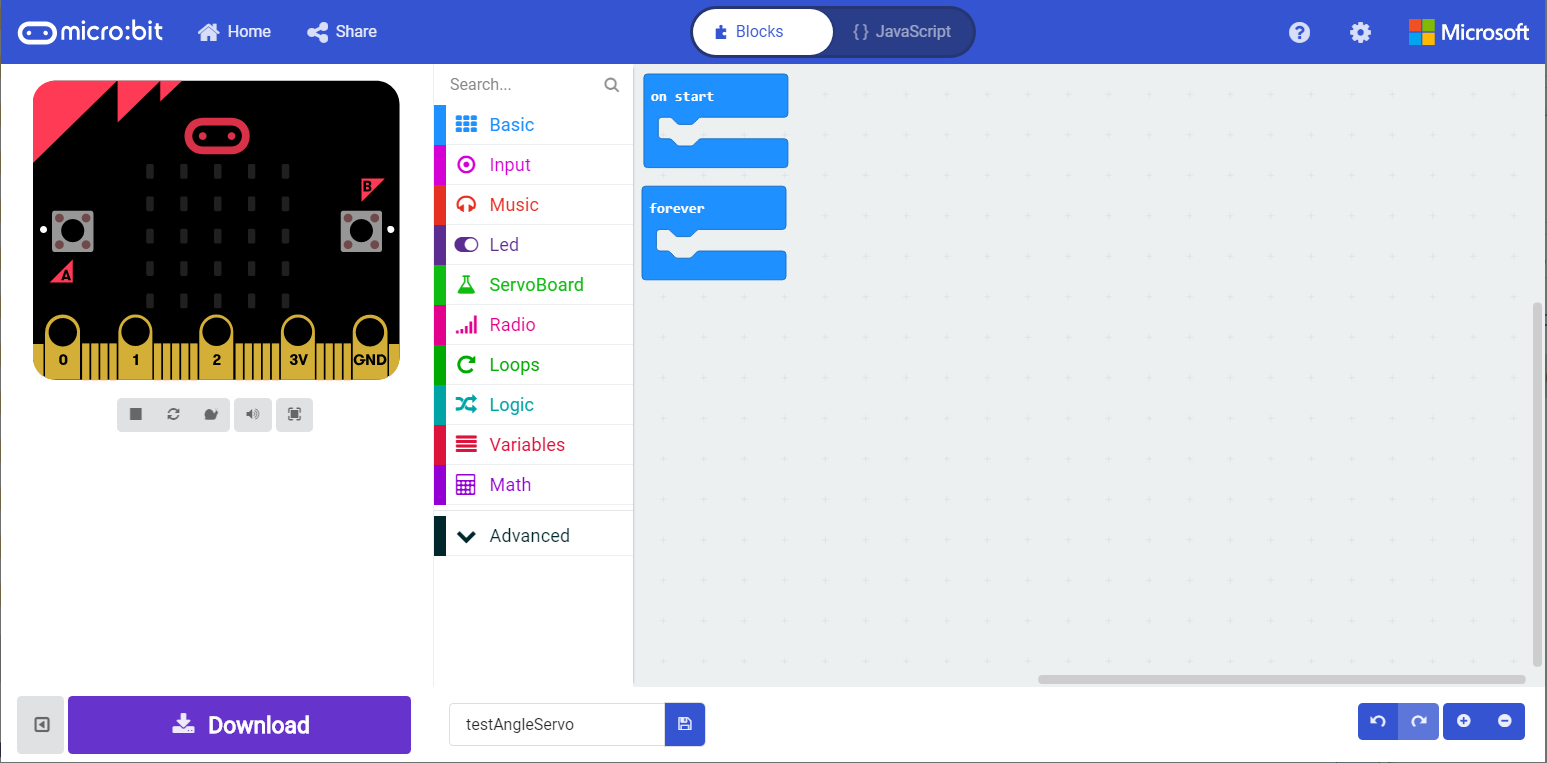 micro:bit Home Share Blocks { } JavaScript ? Microsoft
B
A
0 1 2 3V GND
Search...
Basic
Input
Music
Led
ServoBoard
Radio
Loops
Logic
Variables
Math
Advanced
on start
forever
Download
testAngleServo